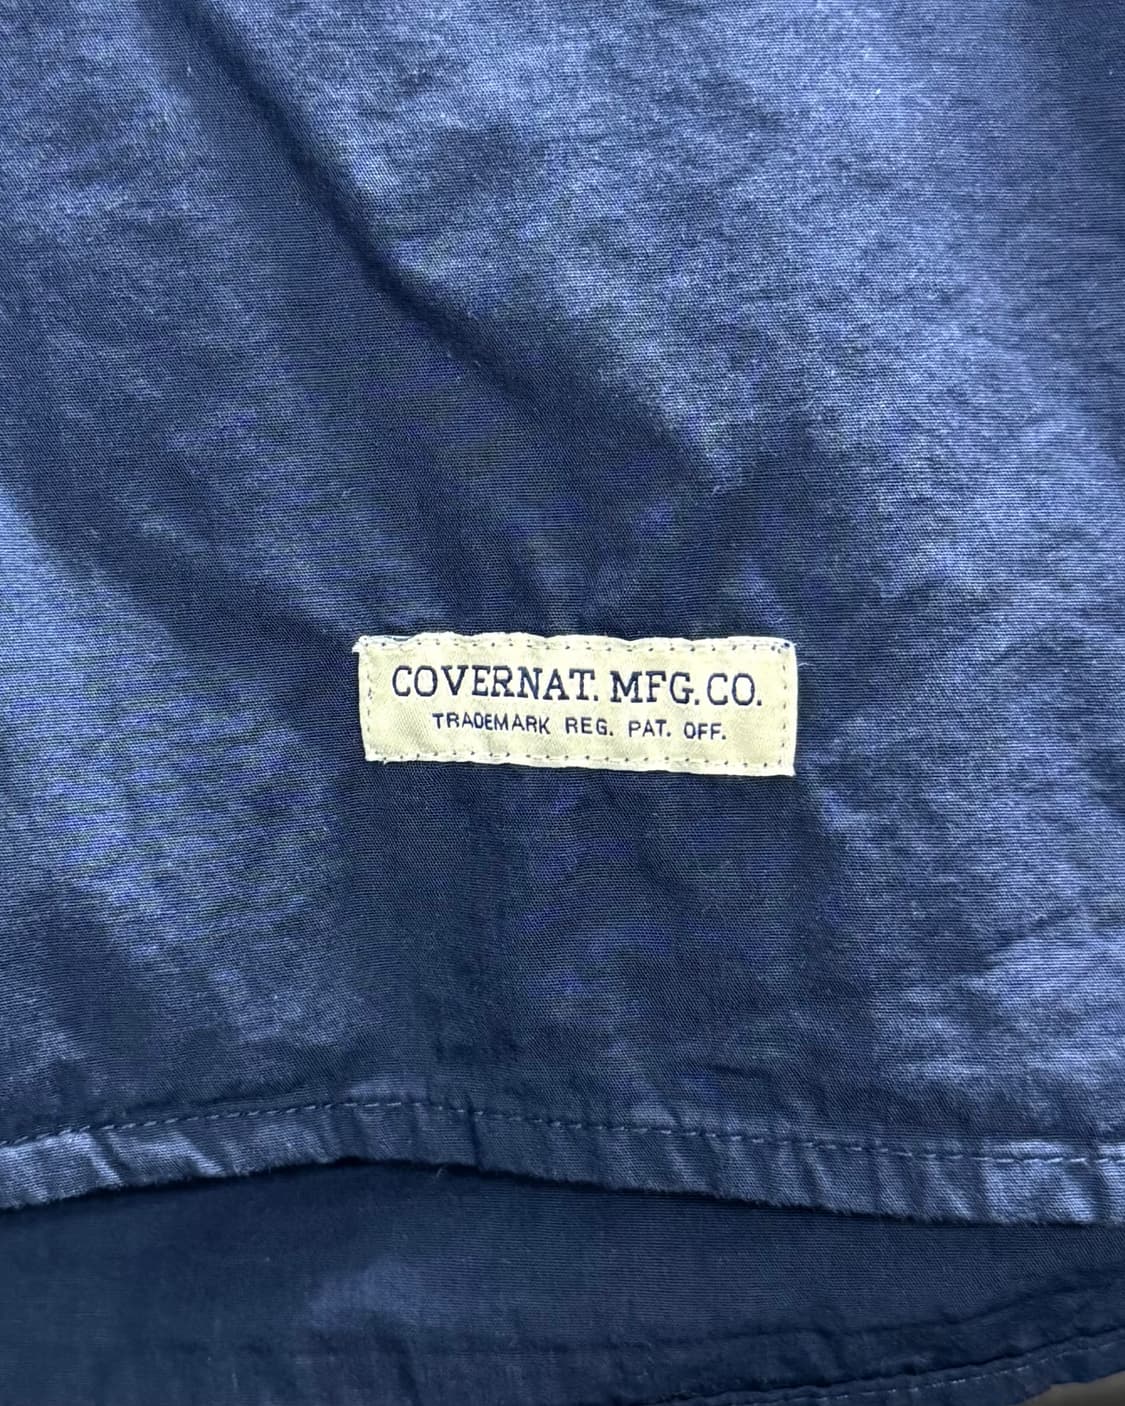 COVERNAT. MFG. CO.
TRADEMARK REG. PAT. OFF.